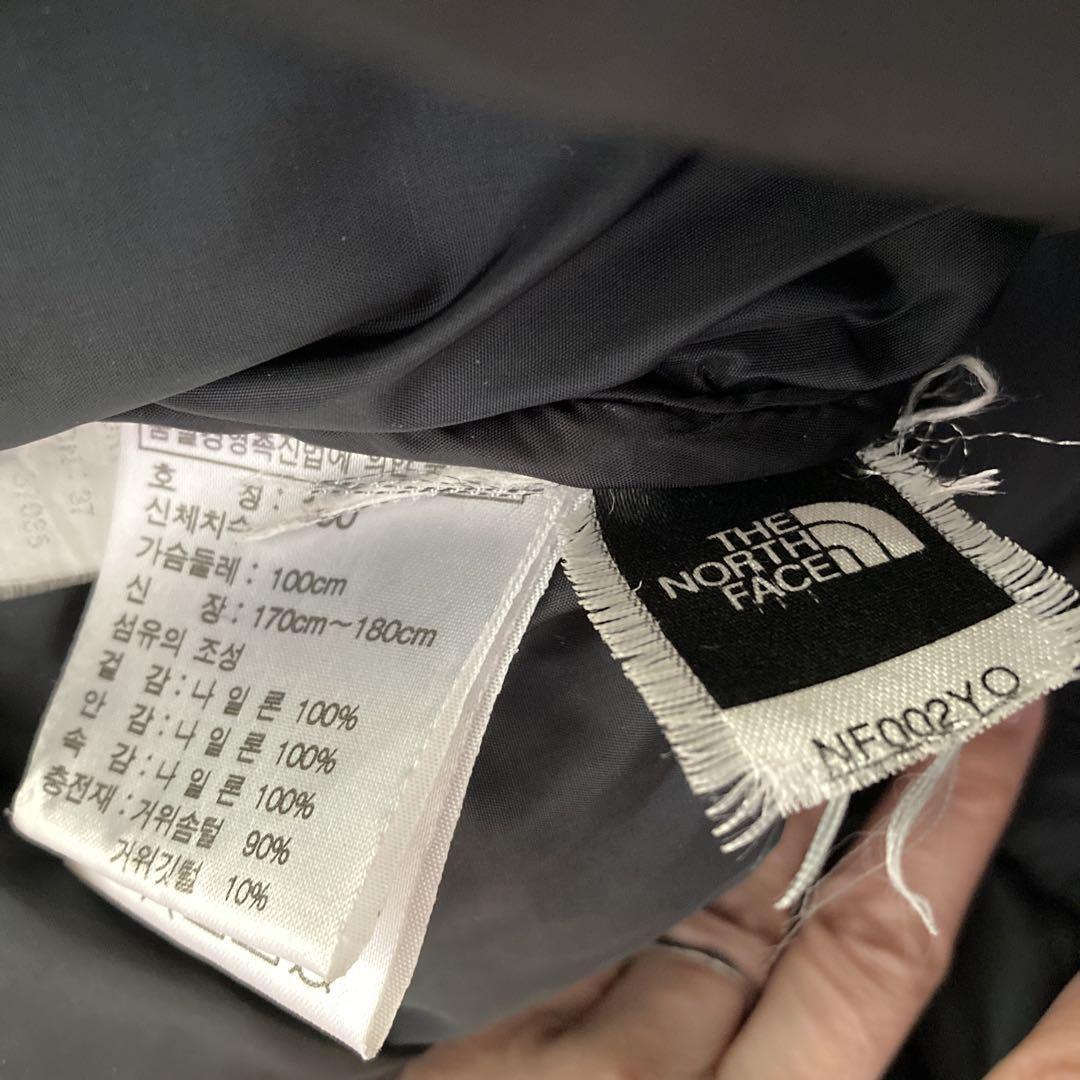 호 칭 :
신체치수
가슴둘레 : 100cm
신 장 : 170cm~180cm
섬유의 조성
겉 감 : 나 일 론 100%
안 감 : 나 일 론 100%
속 감 : 나 일 론 100%
충전재 : 거위솜털 90%
거위깃털 10%
THE
NORTH
FACE
NF002YO